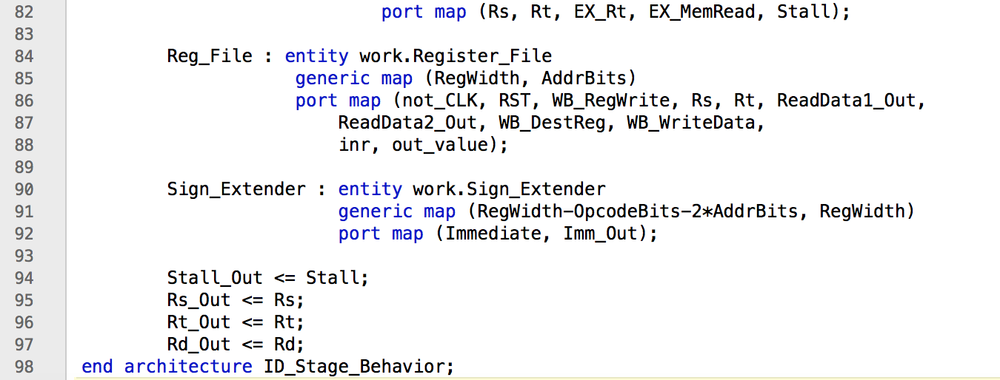 82 port map (Rs, Rt, EX_Rt, EX_MemRead, Stall);
83
84 Reg_File : entity work.Register_File
85 generic map (RegWidth, AddrBits)
86 port map (not_CLK, RST, WB_RegWrite, Rs, Rt, ReadData1_Out,
87 ReadData2_Out, WB_DestReg, WB_WriteData,
88 inr, out_value);
89
90 Sign_Extender : entity work.Sign_Extender
91 generic map (RegWidth-OpcodeBits-2*AddrBits, RegWidth)
92 port map (Immediate, Imm_Out);
93
94 Stall_Out <= Stall;
95 Rs_Out <= Rs;
96 Rt_Out <= Rt;
97 Rd_Out <= Rd;
98 end architecture ID_Stage_Behavior;